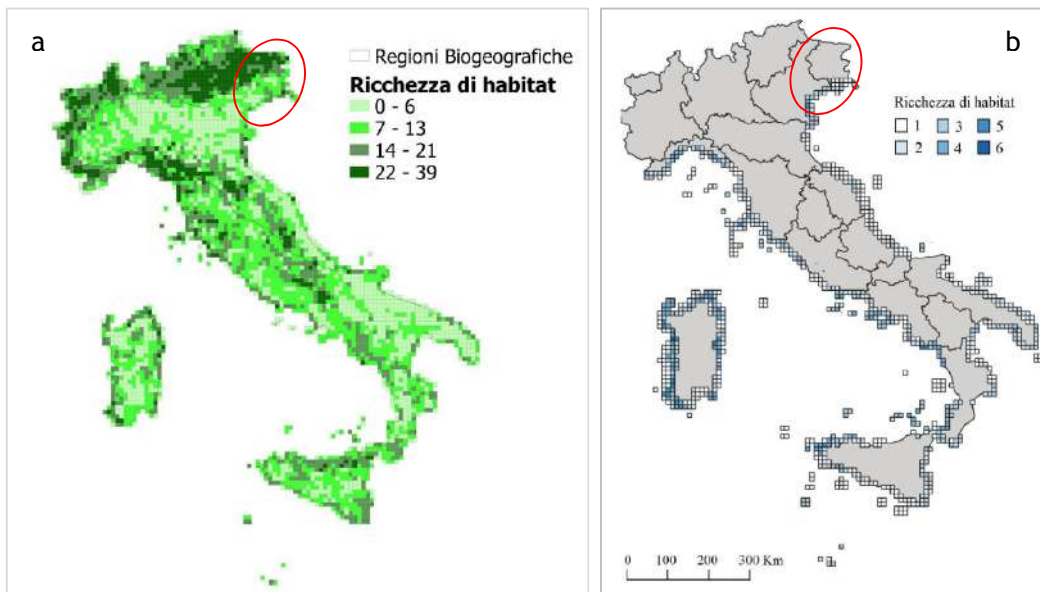 a
Regioni Biogeografiche
Ricchezza di habitat
0 - 6
7 - 13
14 - 21
22 - 39
b
Ricchezza di habitat
1 3 5
2 4 6
0 100 200 300 Km